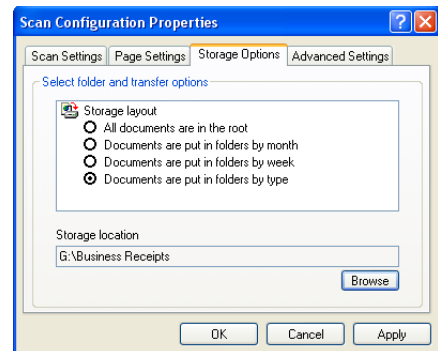 Scan Configuration Properties
Scan Settings Page Settings Storage Options Advanced Settings
Select folder and transfer options
Storage layout
All documents are in the root
Documents are put in folders by month
Documents are put in folders by week
Documents are put in folders by type
Storage location
G:\Business Receipts
Browse
OK Cancel Apply